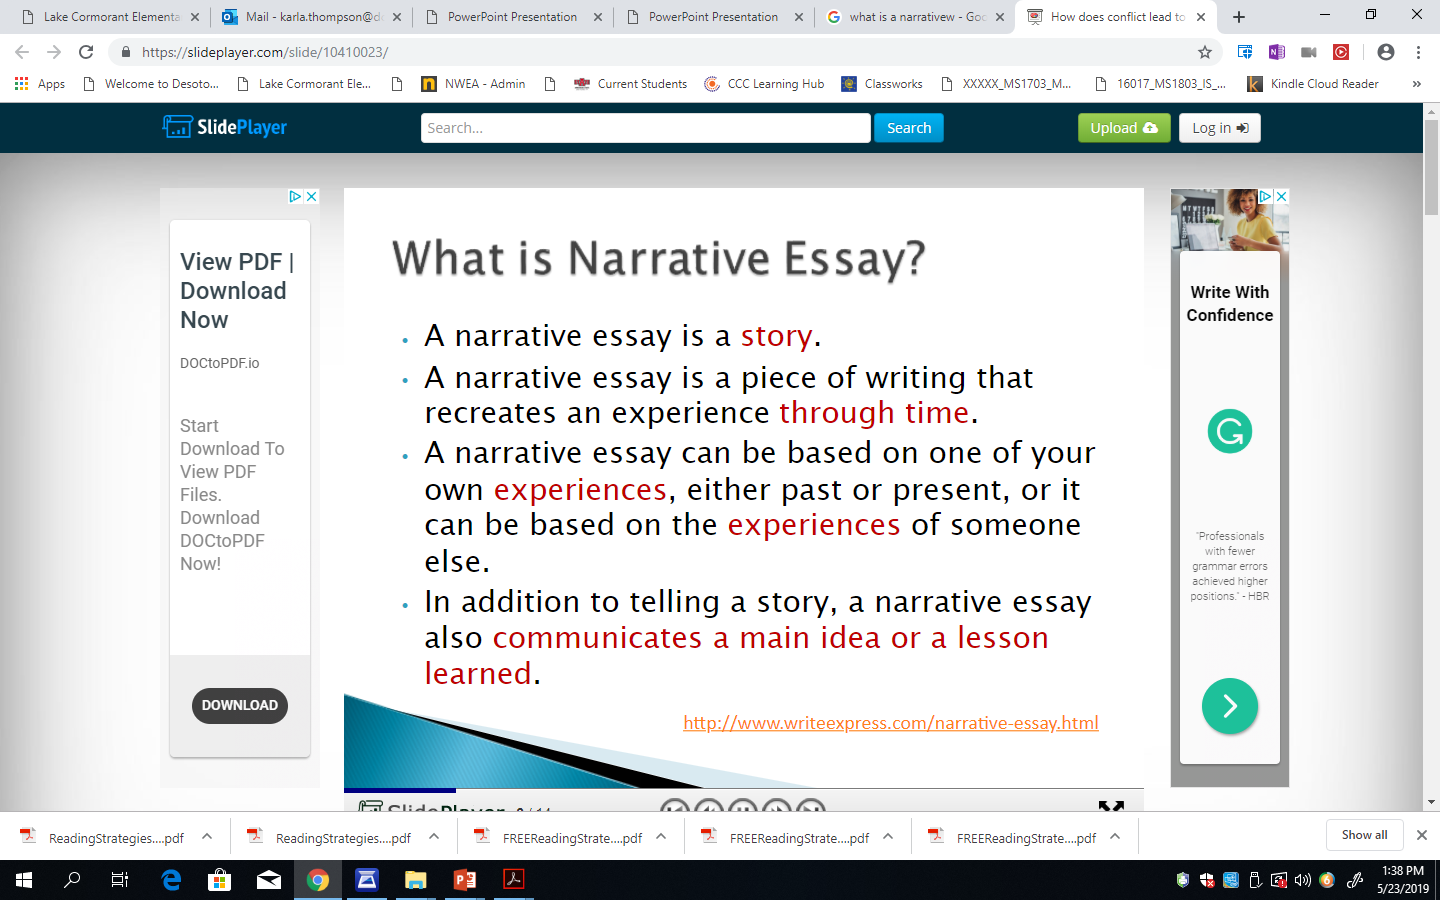 Lake Cormorant Elementa
Mail - karla.thompson@d
PowerPoint Presentation
PowerPoint Presentation
what is a narrativew - Goo
How does conflict lead to
https://slideplayer.com/slide/10410023/
Apps
Welcome to Desoto...
Lake Cormorant Ele...
NWEA - Admin
Current Students
CCC Learning Hub
Classworks
XXXXX_MS1703_M...
16017_MS1803_IS_...
Kindle Cloud Reader
»
SlidePlayer
Search...
Search
Upload
Log in
View PDF |
Download
Now
DOCtoPDF.io
Start
Download To
View PDF
Files.
Download
DOCtoPDF
Now!
DOWNLOAD
What is Narrative Essay?
• A narrative essay is a story.
• A narrative essay is a piece of writing that
recreates an experience through time.
• A narrative essay can be based on one of your
own experiences, either past or present, or it
can be based on the experiences of someone
else.
• In addition to telling a story, a narrative essay
also communicates a main idea or a lesson
learned.
http://www.writeexpress.com/narrative-essay.html
SlidePlayer
Write With
Confidence
"Professionals
with fewer
grammar errors
achieved higher
positions." - HBR
ReadingStrategies....pdf
ReadingStrategies....pdf
FREEReadingStrate....pdf
FREEReadingStrate....pdf
FREEReadingStrate....pdf
Show all
1:38 PM
5/23/2019